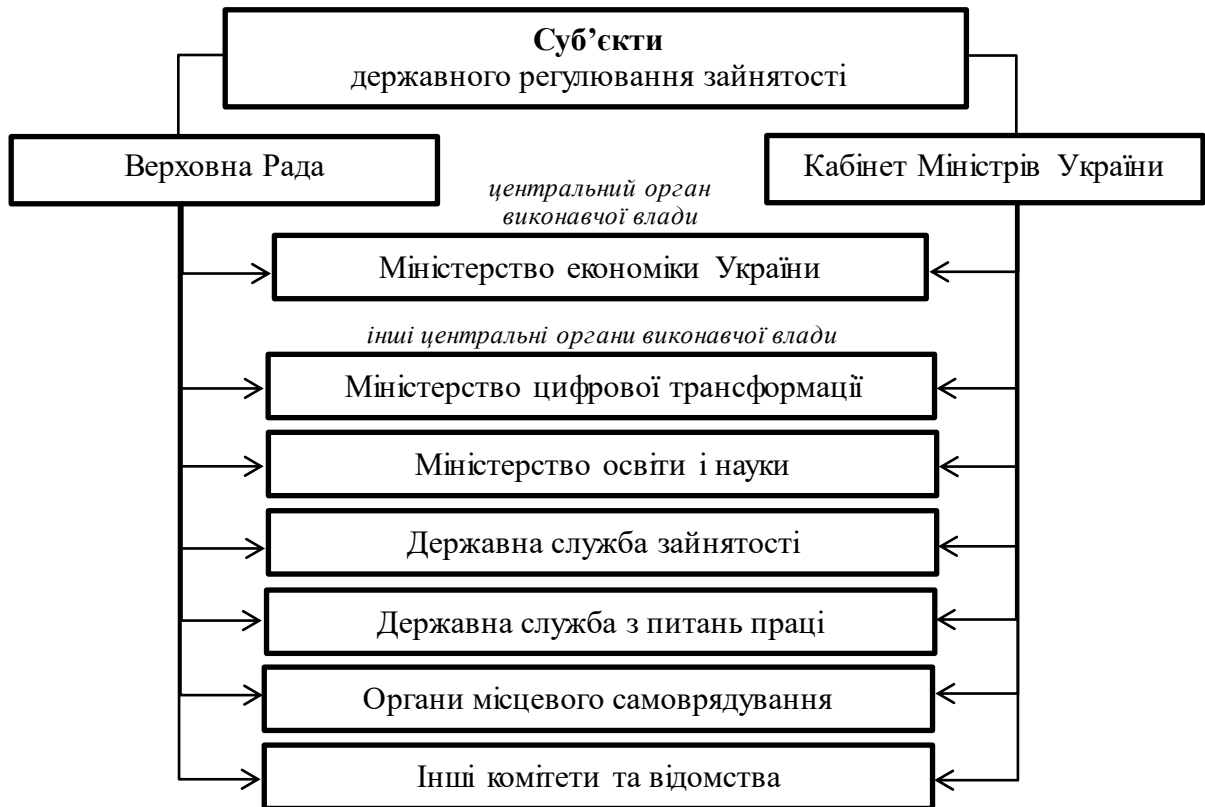 Суб’єкти
державного регулювання зайнятості
Верховна Рада
Кабінет Міністрів України
центральний орган
виконавчої влади
Міністерство економіки України
інші центральні органи виконавчої влади
Міністерство цифрової трансформації
Міністерство освіти і науки
Державна служба зайнятості
Державна служба з питань праці
Органи місцевого самоврядування
Інші комітети та відомства